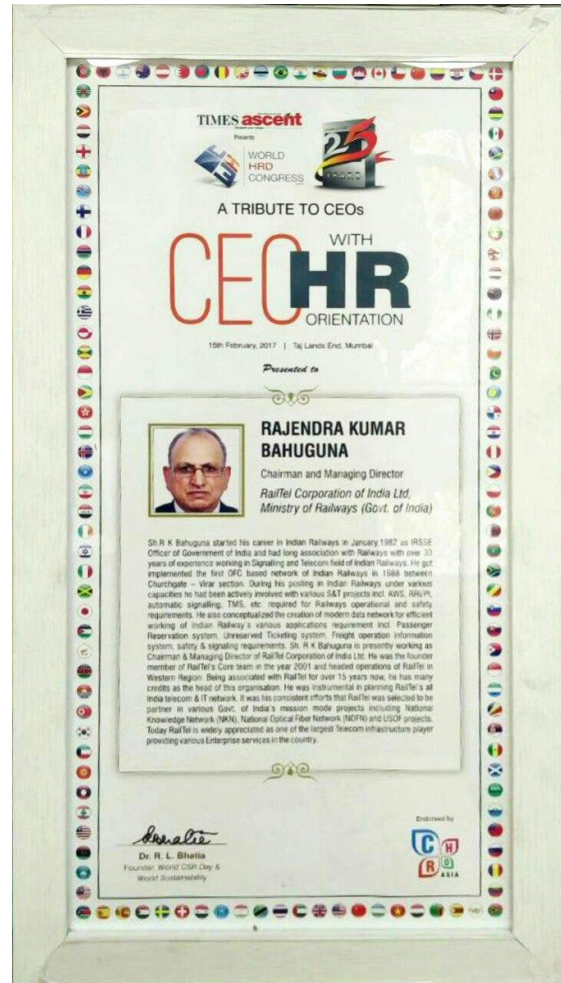 TIMES ascent
Presents
WORLD
HRD
CONGRESS
25
YEARS
A TRIBUTE TO CEOs
CEO WITH
HR
ORIENTATION
15th February, 2017 | Taj Lands End, Mumbai
Presented to
RAJENDRA KUMAR
BAHUGUNA
Chairman and Managing Director
RailTel Corporation of India Ltd,
Ministry of Railways (Govt. of India)
Sh.R K Bahuguna started his career in Indian Railways in January,1982 as IRSSE
Officer of Government of India and had long association with Railways with over 30
years of experience working in Signalling and Telecom field of Indian Railways. He got
implemented the first OFC based network of Indian Railways in 1988 between
Churchgate – Virar section. During his posting in Indian Railways under various
capacities he had been actively involved with various S&T projects incl. AWS, RRI/PI,
automatic signalling, TMS, etc. required for Railways operational and safety
requirements. He also conceptualized the creation of modern data network for efficient
working of Indian Railway's various applications requirement incl. Passenger
Reservation system, Unreserved Ticketing system, Freight operation information
system, safety & signaling requirements. Sh. R K Bahuguna is presently working as
Chairman & Managing Director of RailTel Corporation of India Ltd. He was the founder
member of RailTel's Core team in the year 2001 and headed operations of RailTel in
Western Region. Being associated with RailTel for over 15 years now, he has many
credits as the head of this organisation. He was instrumental in planning RailTel's all
India telecom & IT network. It was his consistent efforts that RailTel was selected to be
partner in various Govt. of India's mission mode projects including National
Knowledge Network (NKN), National Optical Fiber Network (NOFN) and USOF projects.
Today RailTel is widely appreciated as one of the largest Telecom infrastructure player
providing various Enterprise services in the country.
Dr. R. L. Bhatia
Founder, World CSR Day &
World Sustainability
Endorsed by
CHRO
ASIA